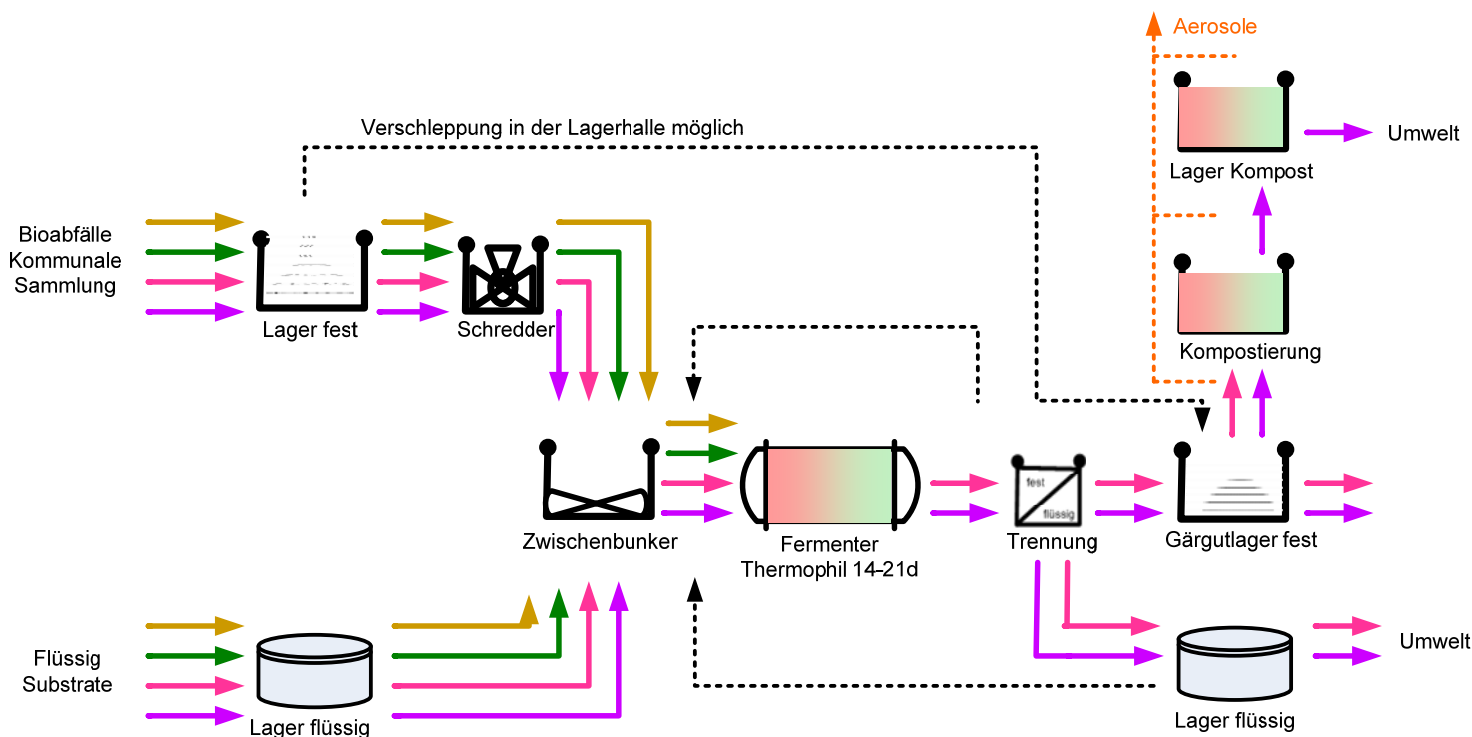 Aerosole
Verschleppung in der Lagerhalle möglich
Umwelt
Lager Kompost
Bioabfälle
Kommunale
Sammlung
Lager fest
Schredder
Kompostierung
fest
flüssig
Zwischenbunker
Fermenter
Thermophil 14-21d
Trennung
Gärgutlager fest
Flüssig
Substrate
Lager flüssig
Umwelt
Lager flüssig